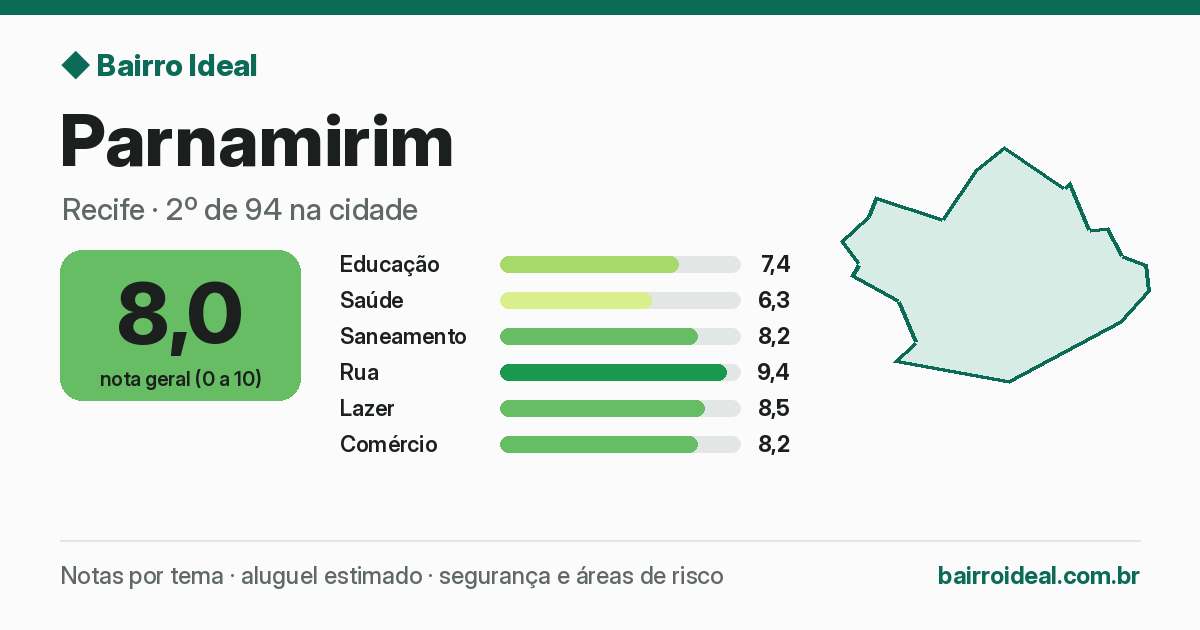 Bairro Ideal
Parnamirim
Recife · 2º de 94 na cidade
8,0
nota geral (0 a 10)
Educação 7,4
Saúde 6,3
Saneamento 8,2
Rua 9,4
Lazer 8,5
Comércio 8,2
Notas por tema · aluguel estimado · segurança e áreas de risco
bairroideal.com.br